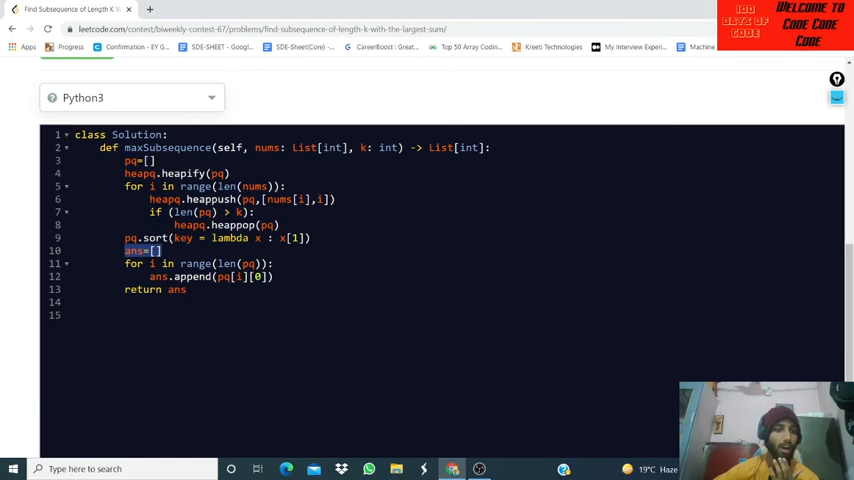 Find Subsequence of Length K W
leetcode.com/contest/biweekly-contest-67/problems/find-subsequence-of-length-k-with-the-largest-sum/
Apps
Progress
Confirmation - EY G...
SDE-SHEET - Googl...
SDE-Sheet(Core) -...
CareerBoost : Great...
Top 50 Array Coding...
Kreeti Technologies
My Interview Experi...
Machine
100
DAYS OF
CODE
Welcome to
Code Code
Code
Python3
1 class Solution:
2 def maxSubsequence(self, nums: List[int], k: int) -> List[int]:
3 pq=[]
4 heapq.heapify(pq)
5 for i in range(len(nums)):
6 heapq.heappush(pq,[nums[i],i])
7 if (len(pq) > k):
8 heapq.heappop(pq)
9 pq.sort(key = lambda x : x[1])
10 ans=[]
11 for i in range(len(pq)):
12 ans.append(pq[i][0])
13 return ans
14
15
Type here to search
19°C Haze